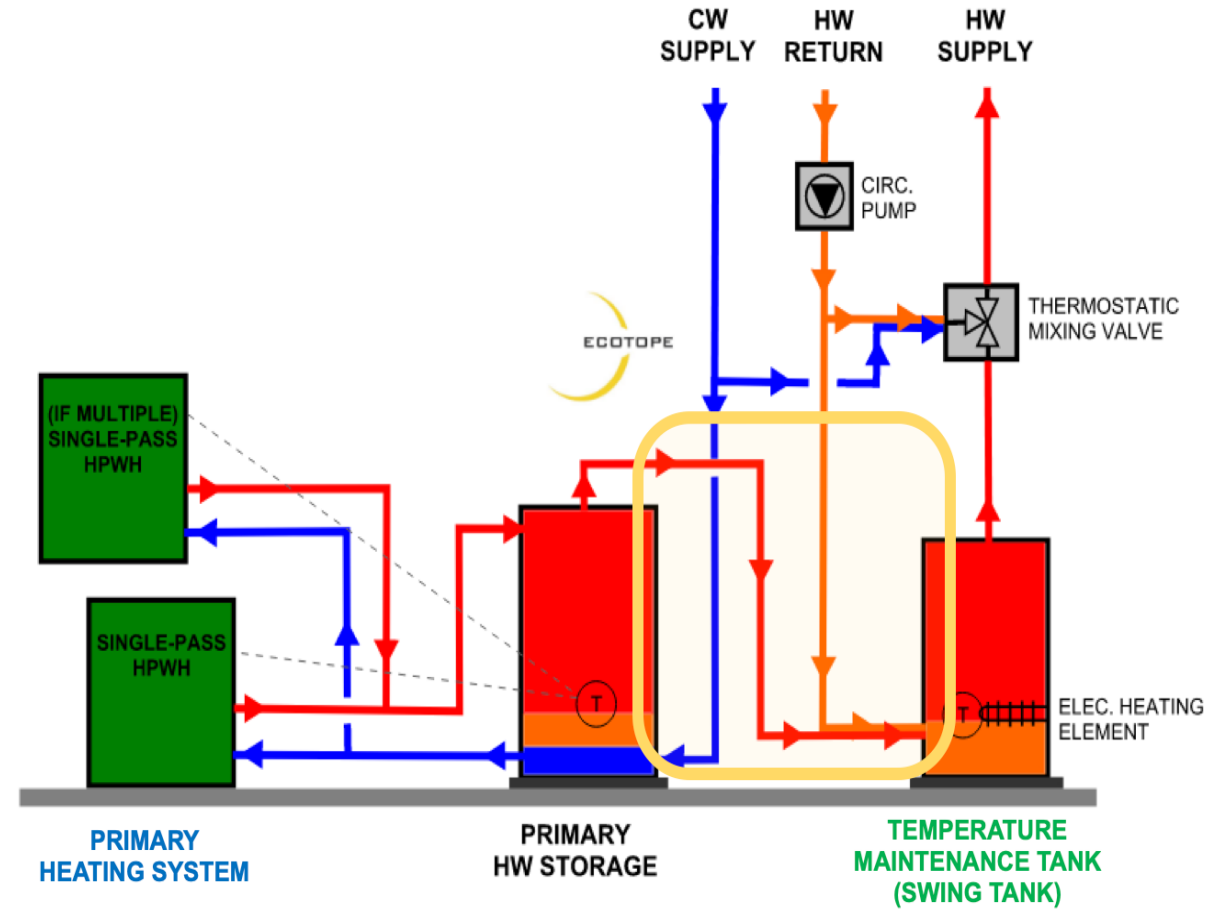 CW
SUPPLY
HW
RETURN
HW
SUPPLY
CIRC.
PUMP
THERMOSTATIC
MIXING VALVE
ECOTOPE
(IF MULTIPLE)
SINGLE-PASS
HPWH
SINGLE-PASS
HPWH
T
T
ELEC. HEATING
ELEMENT
PRIMARY
HEATING SYSTEM
PRIMARY
HW STORAGE
TEMPERATURE
MAINTENANCE TANK
(SWING TANK)